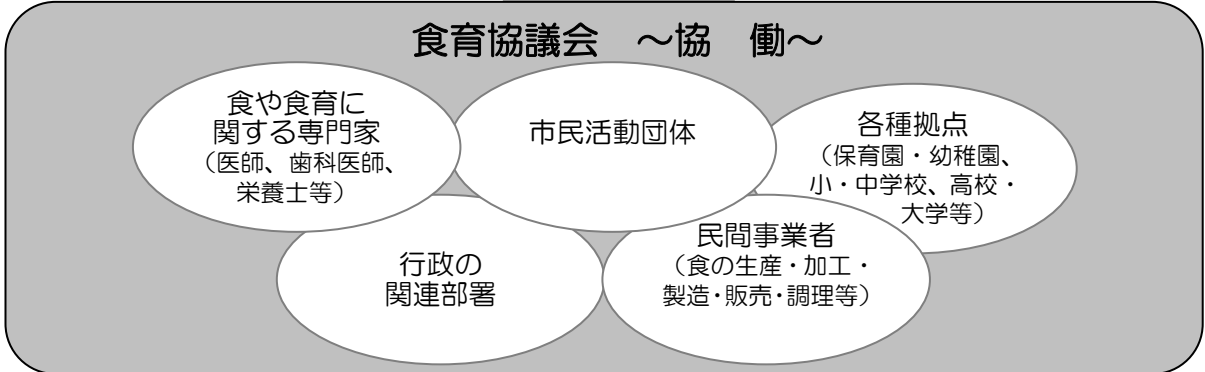 食育協議会　～協　働～
食や食育に
関する専門家
（医師、歯科医師、
栄養士等）
市民活動団体
各種拠点
（保育園・幼稚園、
小・中学校、高校・
大学等）
行政の
関連部署
民間事業者
（食の生産・加工・
製造・販売・調理等）